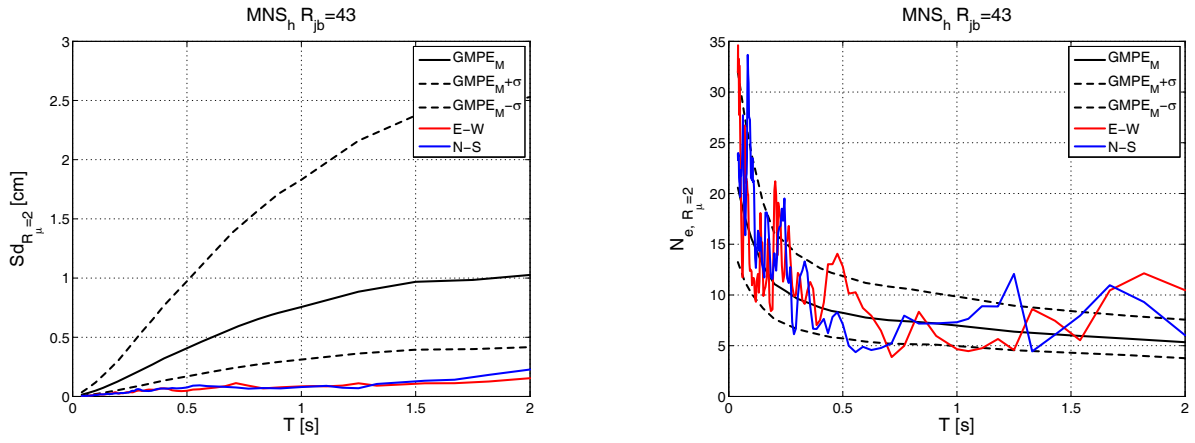 MNS_h R_jb=43
3
2.5
2
1.5
1
0.5
0
Sd_{R_μ=2} [cm]
0 0.5 1 1.5 2
T [s]
GMPE_M
GMPE_M+σ
GMPE_M−σ
E−W
N−S
MNS_h R_jb=43
35
30
25
20
15
10
5
0
N_{e, R_μ=2}
0 0.5 1 1.5 2
T [s]
GMPE_M
GMPE_M+σ
GMPE_M−σ
E−W
N−S